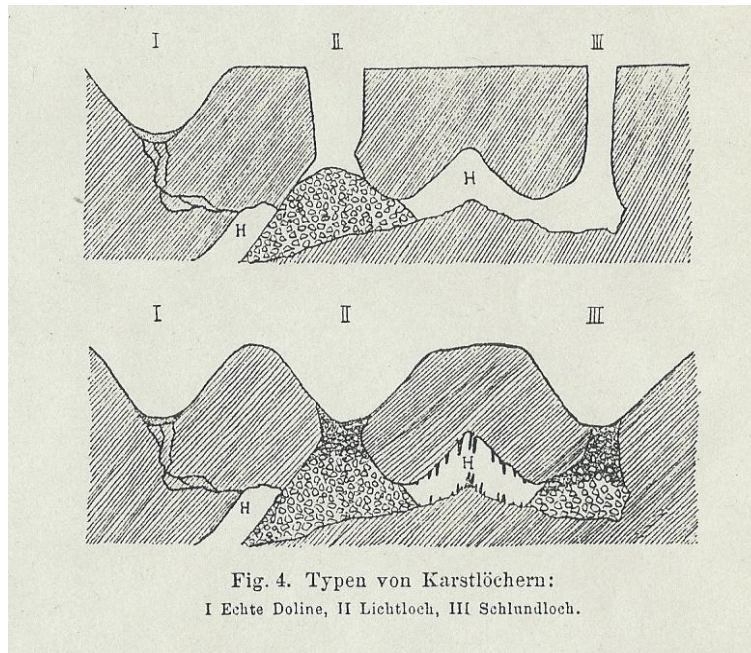 I II III
H
H
I II III
H
H
Fig. 4. Typen von Karstlöchern:
I Echte Doline, II Lichtloch, III Schlundloch.